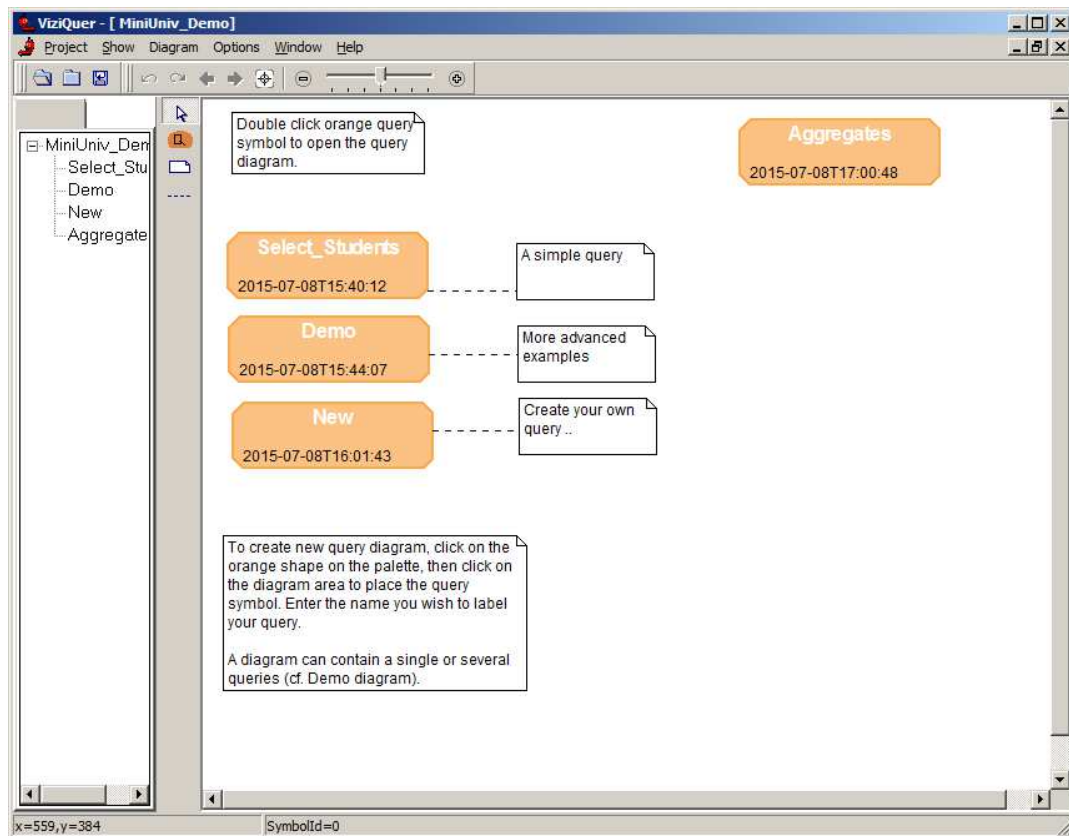 ViziQuer - [ MiniUniv_Demo]
Project Show Diagram Options Window Help
MiniUniv_Dem
Select_Stu
Demo
New
Aggregate
Double click orange query
symbol to open the query
diagram.
Aggregates
2015-07-08T17:00:48
Select_Students
2015-07-08T15:40:12
A simple query
Demo
2015-07-08T15:44:07
More advanced
examples
New
2015-07-08T16:01:43
Create your own
query ..
To create new query diagram, click on the
orange shape on the palette, then click on
the diagram area to place the query
symbol. Enter the name you wish to label
your query.
A diagram can contain a single or several
queries (cf. Demo diagram).
x=559,y=384
SymbolId=0